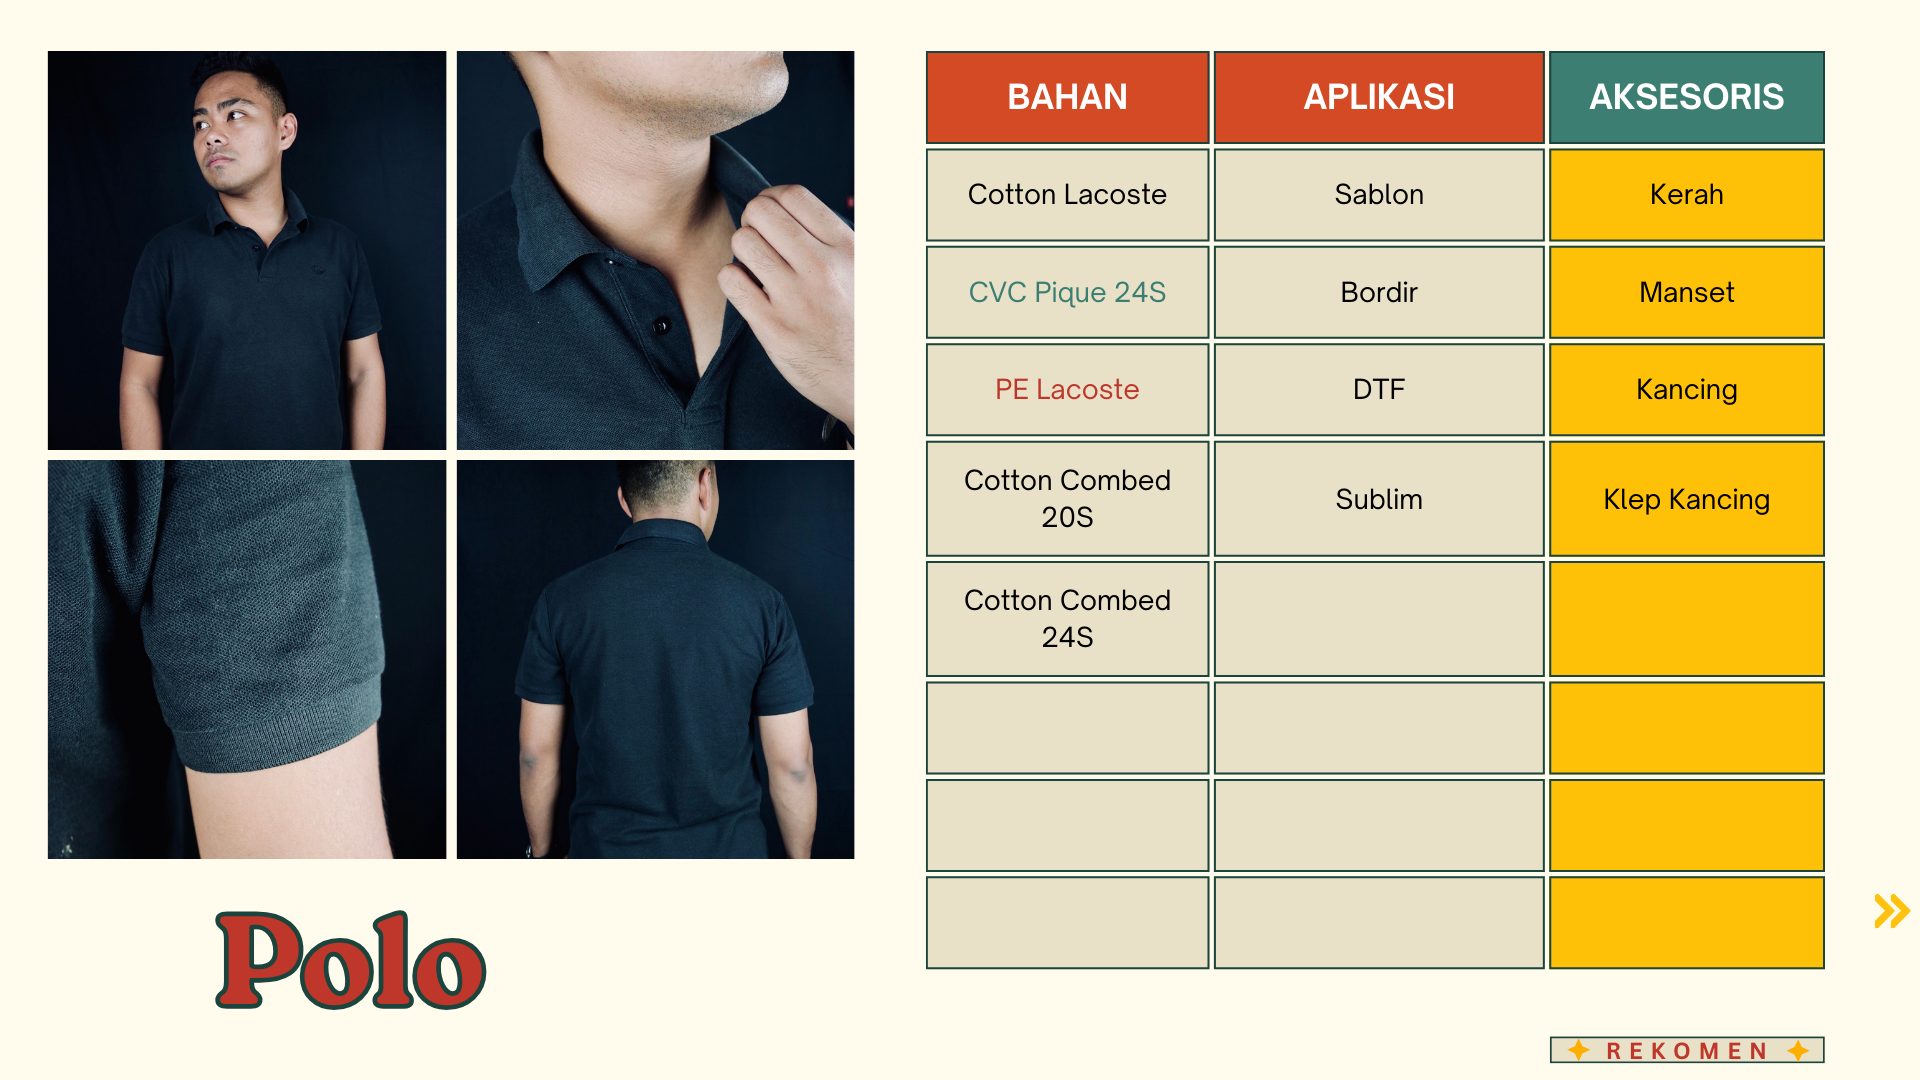 BAHAN APLIKASI AKSESORIS
Cotton Lacoste Sablon Kerah
CVC Pique 24S Bordir Manset
PE Lacoste DTF Kancing
Cotton Combed
20S Sublim Klep Kancing
Cotton Combed
24S
Polo
REKOMEN